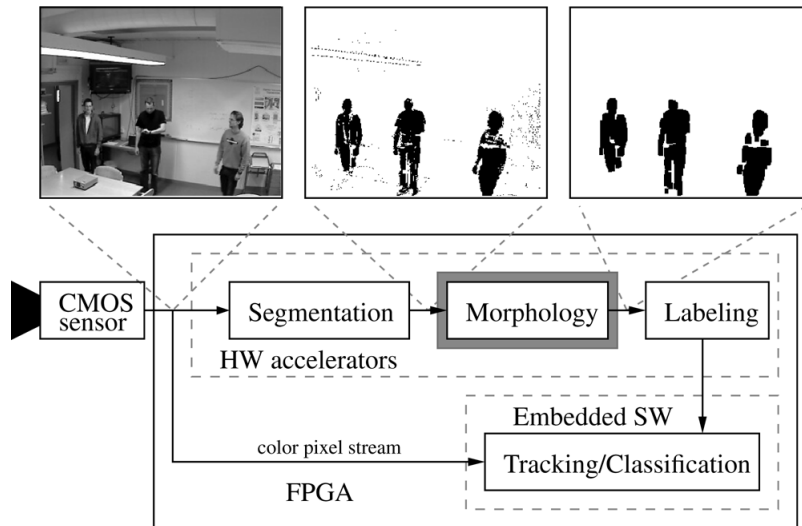 CMOS
sensor
Segmentation
Morphology
Labeling
HW accelerators
Embedded SW
color pixel stream
Tracking/Classification
FPGA